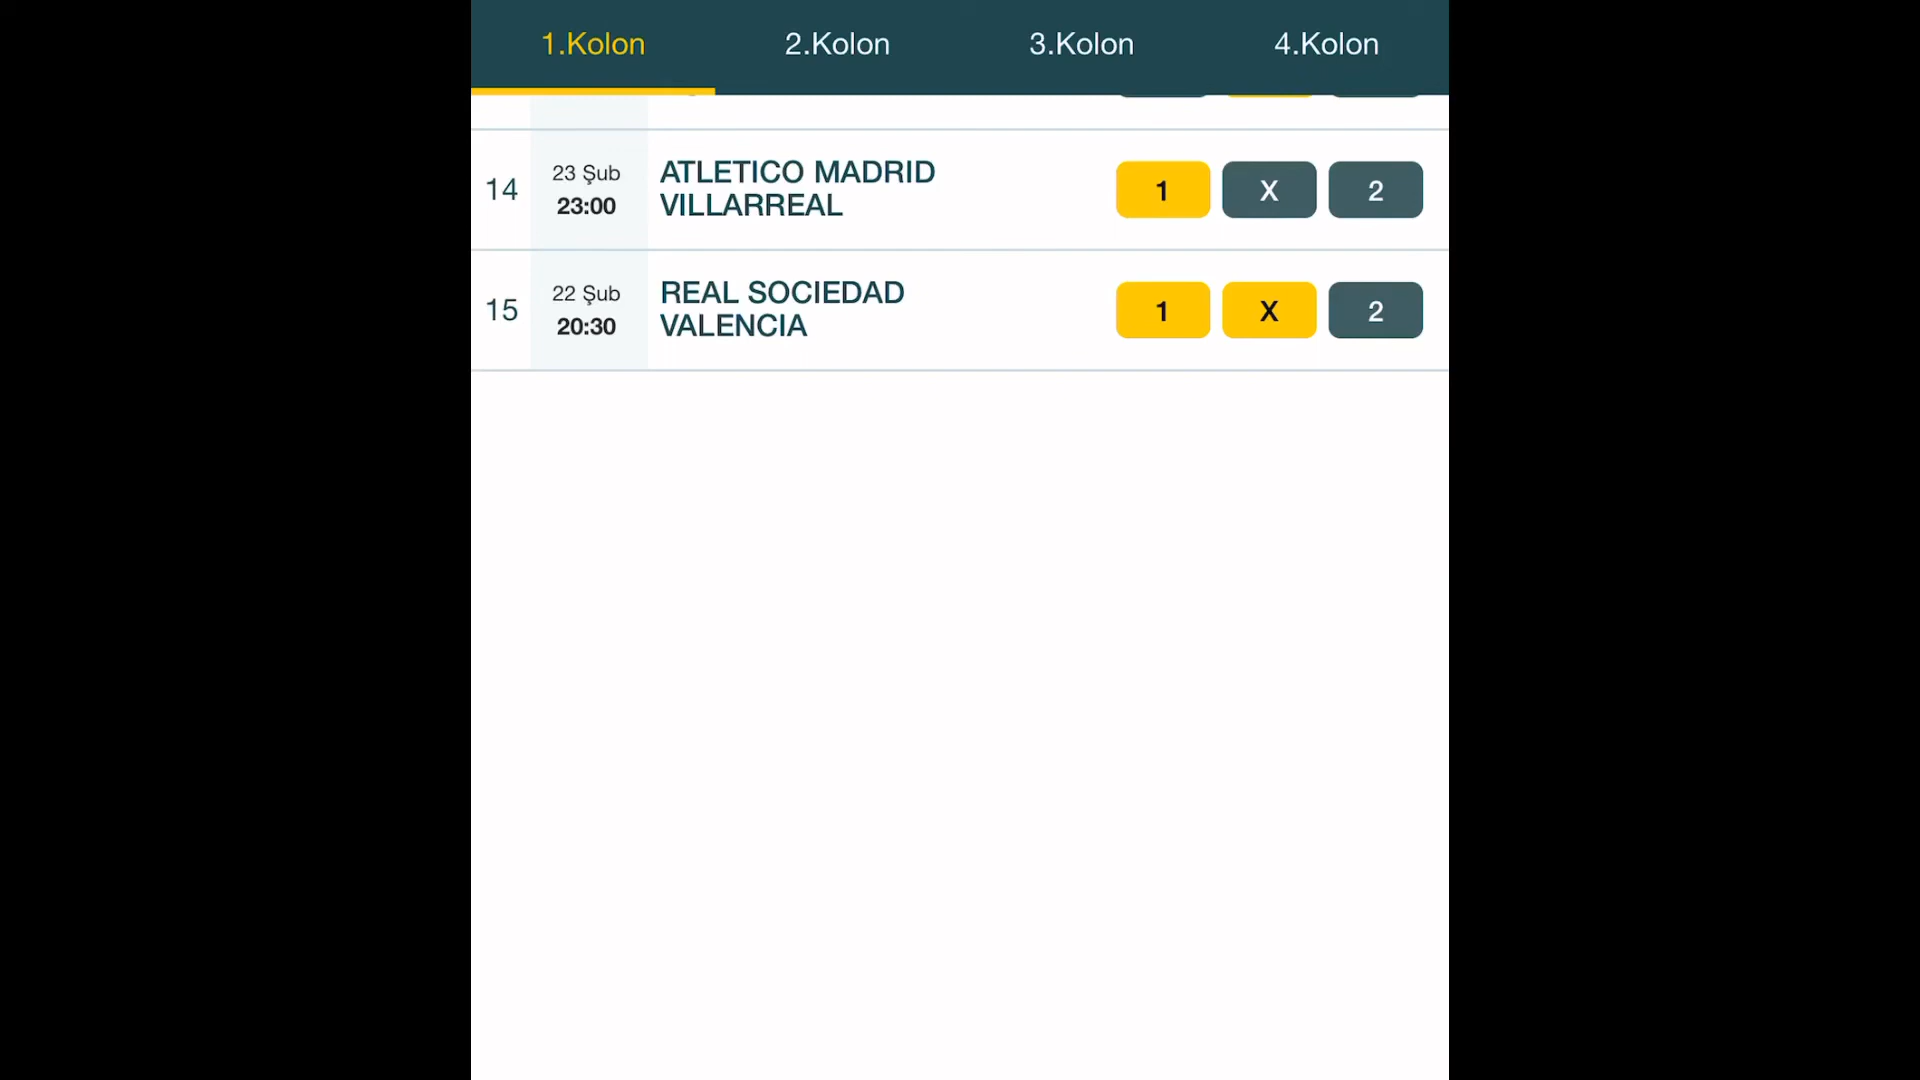 1.Kolon 2.Kolon 3.Kolon 4.Kolon
14 23 Şub 23:00 ATLETICO MADRID VILLARREAL 1 X 2
15 22 Şub 20:30 REAL SOCIEDAD VALENCIA 1 X 2